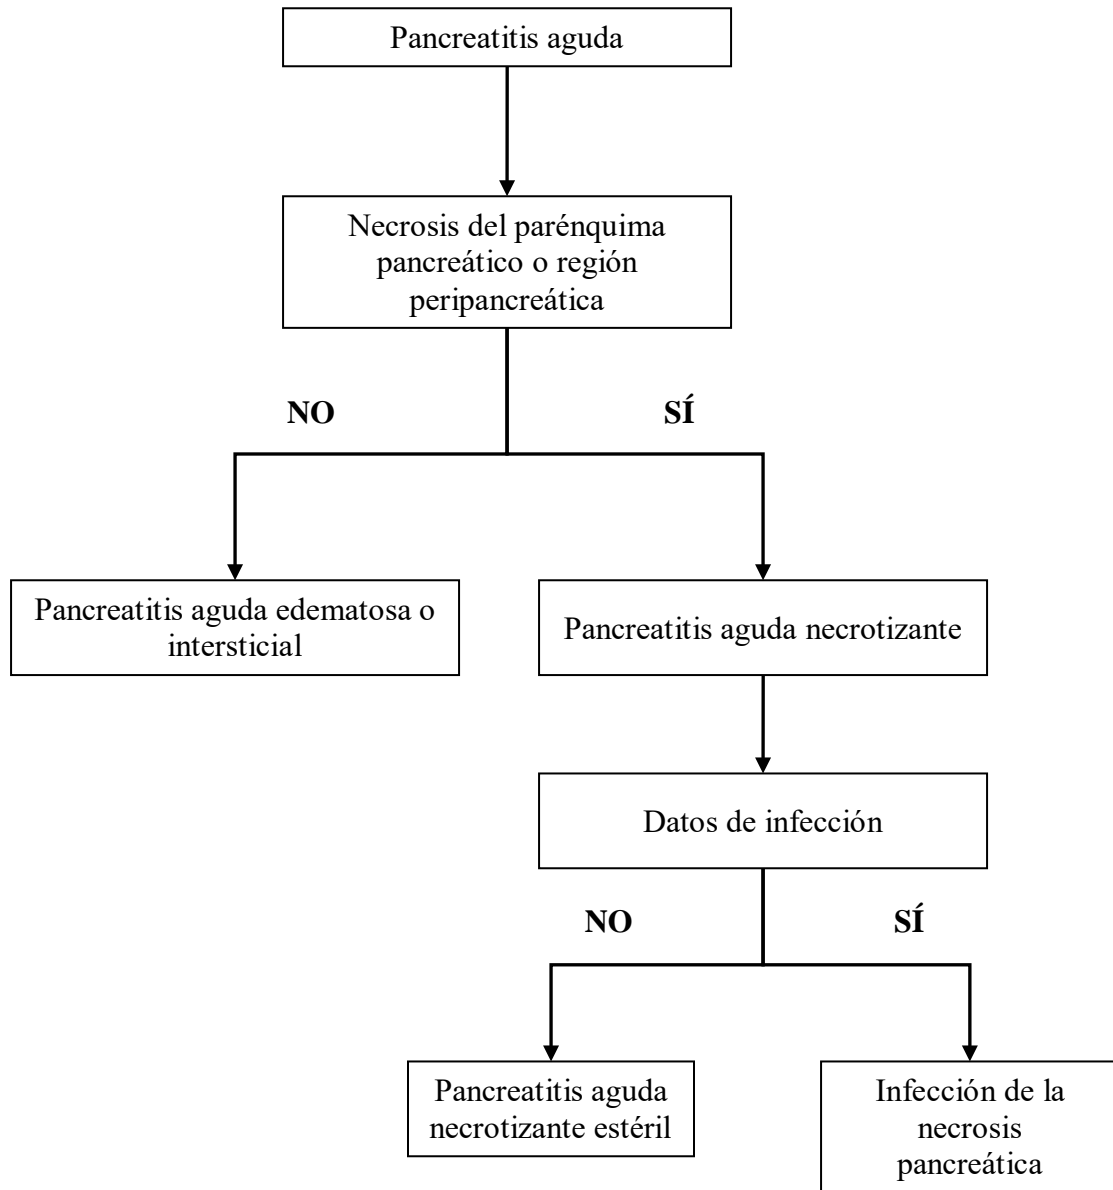 Pancreatitis aguda
Necrosis del parénquima
pancreático o región
peripancreática
NO
SÍ
Pancreatitis aguda edematosa o
intersticial
Pancreatitis aguda necrotizante
Datos de infección
NO
SÍ
Pancreatitis aguda
necrotizante estéril
Infección de la
necrosis
pancreática